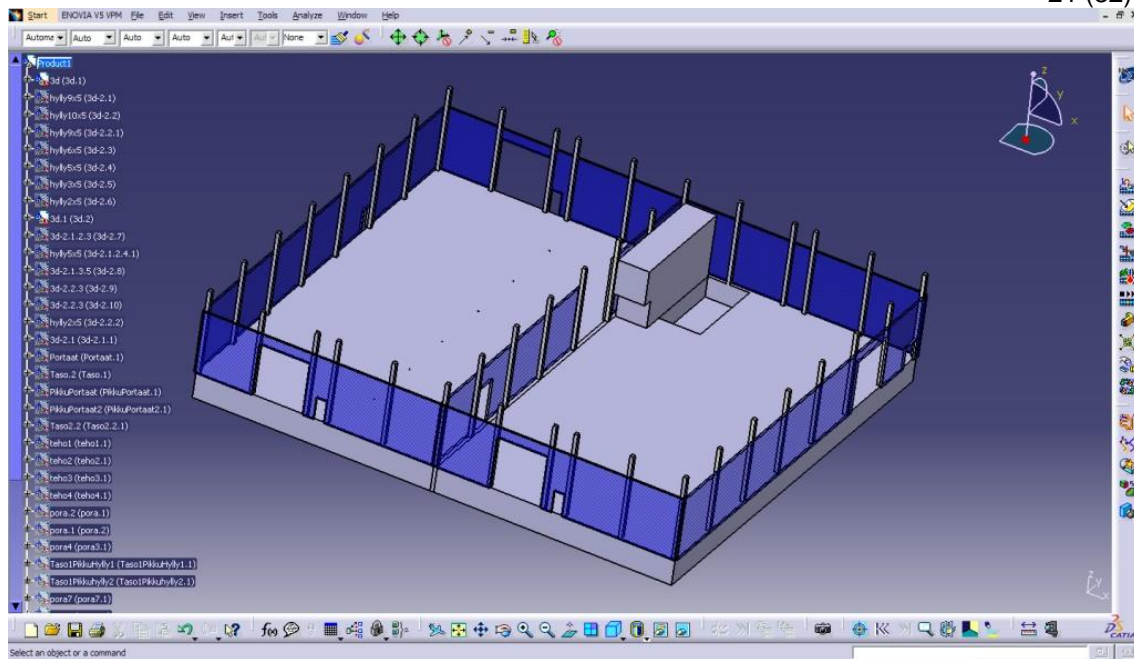 Start ENOVIA V5 VPM File Edit View Insert Tools Analyze Window Help
Automa Auto Auto Auto Aut Aut None
Product1
3d (3d.1)
hylly9x5 (3d-2.1)
hylly10x5 (3d-2.2)
hylly9x5 (3d-2.2.1)
hylly6x5 (3d-2.3)
hylly5x5 (3d-2.4)
hylly3x5 (3d-2.5)
hylly2x5 (3d-2.6)
3d.1 (3d.2)
3d-2.1.2.3 (3d-2.7)
hylly5x5 (3d-2.1.2.4.1)
3d-2.1.3.5 (3d-2.8)
3d-2.2.3 (3d-2.9)
3d-2.2.3 (3d-2.10)
hylly2x5 (3d-2.2.2)
3d-2.1 (3d-2.1.1)
Portaat (Portaat.1)
Taso.2 (Taso.1)
PikkuPortaat (PikkuPortaat.1)
PikkuPortaat2 (PikkuPortaat2.1)
Taso2.2 (Taso2.2.1)
teho1 (teho1.1)
teho2 (teho2.1)
teho3 (teho3.1)
teho4 (teho4.1)
pora.2 (pora.1)
pora.1 (pora.2)
pora4 (pora3.1)
Taso1PikkuHylly1 (Taso1PikkuHylly1.1)
Taso1Pikkuhylly2 (Taso1Pikkuhylly2.1)
pora7 (pora7.1)
z
y
x
z y
x
f(x)
CATIA
Select an object or a command